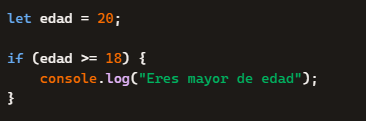 let edad = 20;

if (edad >= 18) {
    console.log("Eres mayor de edad");
}